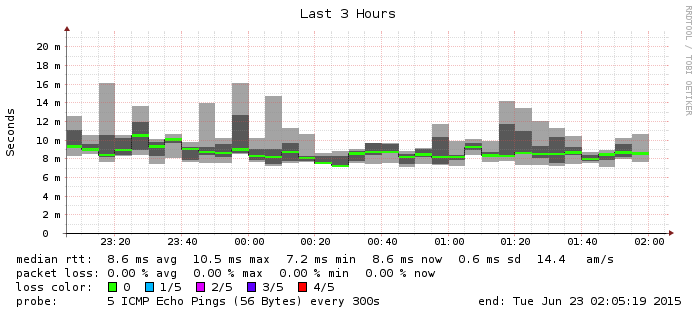 Last 3 Hours
RRDTOOL / TOBI OETIKER
Seconds
20 m
18 m
16 m
14 m
12 m
10 m
8 m
6 m
4 m
2 m
0
23:20 23:40 00:00 00:20 00:40 01:00 01:20 01:40 02:00
median rtt: 8.6 ms avg 10.5 ms max 7.2 ms min 8.6 ms now 0.6 ms sd 14.4 am/s
packet loss: 0.00 % avg 0.00 % max 0.00 % min 0.00 % now
loss color: 0 1/5 2/5 3/5 4/5
probe: 5 ICMP Echo Pings (56 Bytes) every 300s end: Tue Jun 23 02:05:19 2015